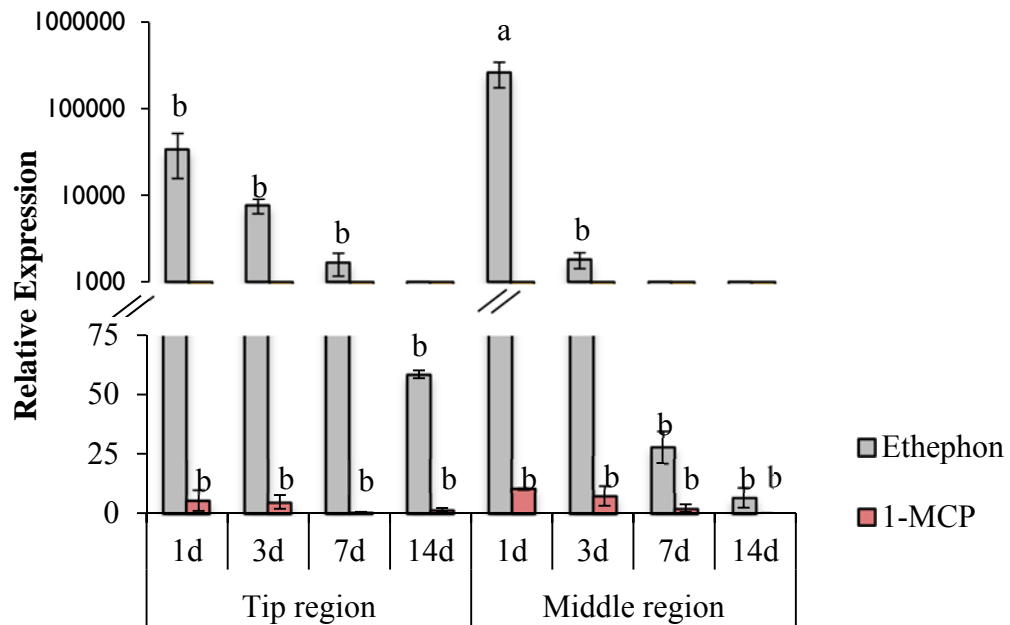 Relative Expression
1000000
100000
10000
1000
75
50
25
0
b
b
b
a
b
b
b
b
b
b
b
b
b
b
b
b
1d 3d 7d 14d 1d 3d 7d 14d
Tip region Middle region
Ethephon
1-MCP